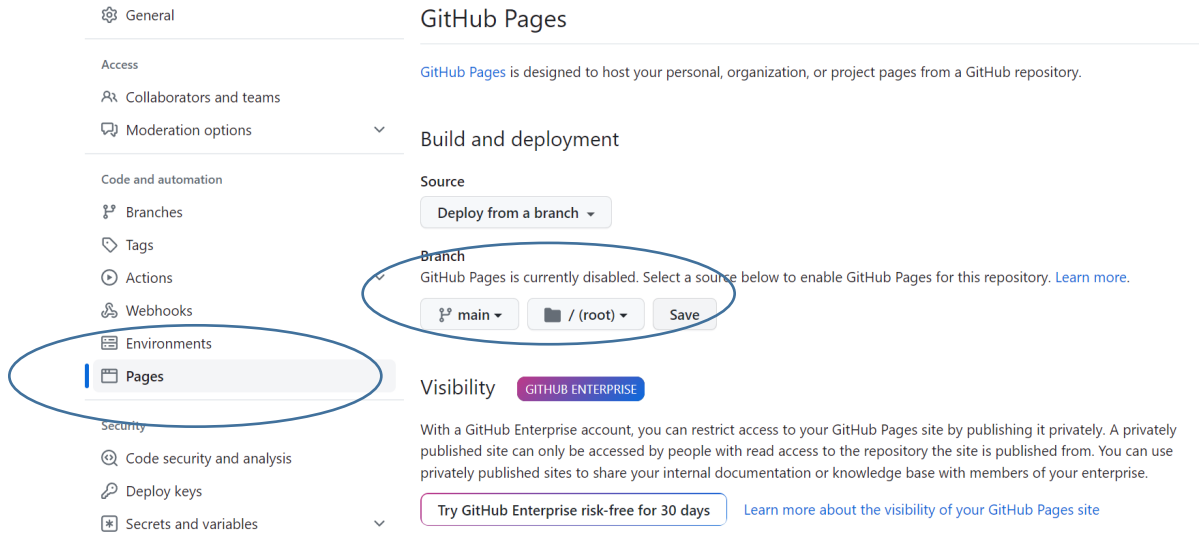 General
Access
Collaborators and teams
Moderation options
Code and automation
Branches
Tags
Actions
Webhooks
Environments
Pages
Security
Code security and analysis
Deploy keys
Secrets and variables
GitHub Pages
GitHub Pages is designed to host your personal, organization, or project pages from a GitHub repository.
Build and deployment
Source
Deploy from a branch
Branch
GitHub Pages is currently disabled. Select a source below to enable GitHub Pages for this repository. Learn more.
main / (root) Save
Visibility GITHUB ENTERPRISE
With a GitHub Enterprise account, you can restrict access to your GitHub Pages site by publishing it privately. A privately
published site can only be accessed by people with read access to the repository the site is published from. You can use
privately published sites to share your internal documentation or knowledge base with members of your enterprise.
Try GitHub Enterprise risk-free for 30 days Learn more about the visibility of your GitHub Pages site